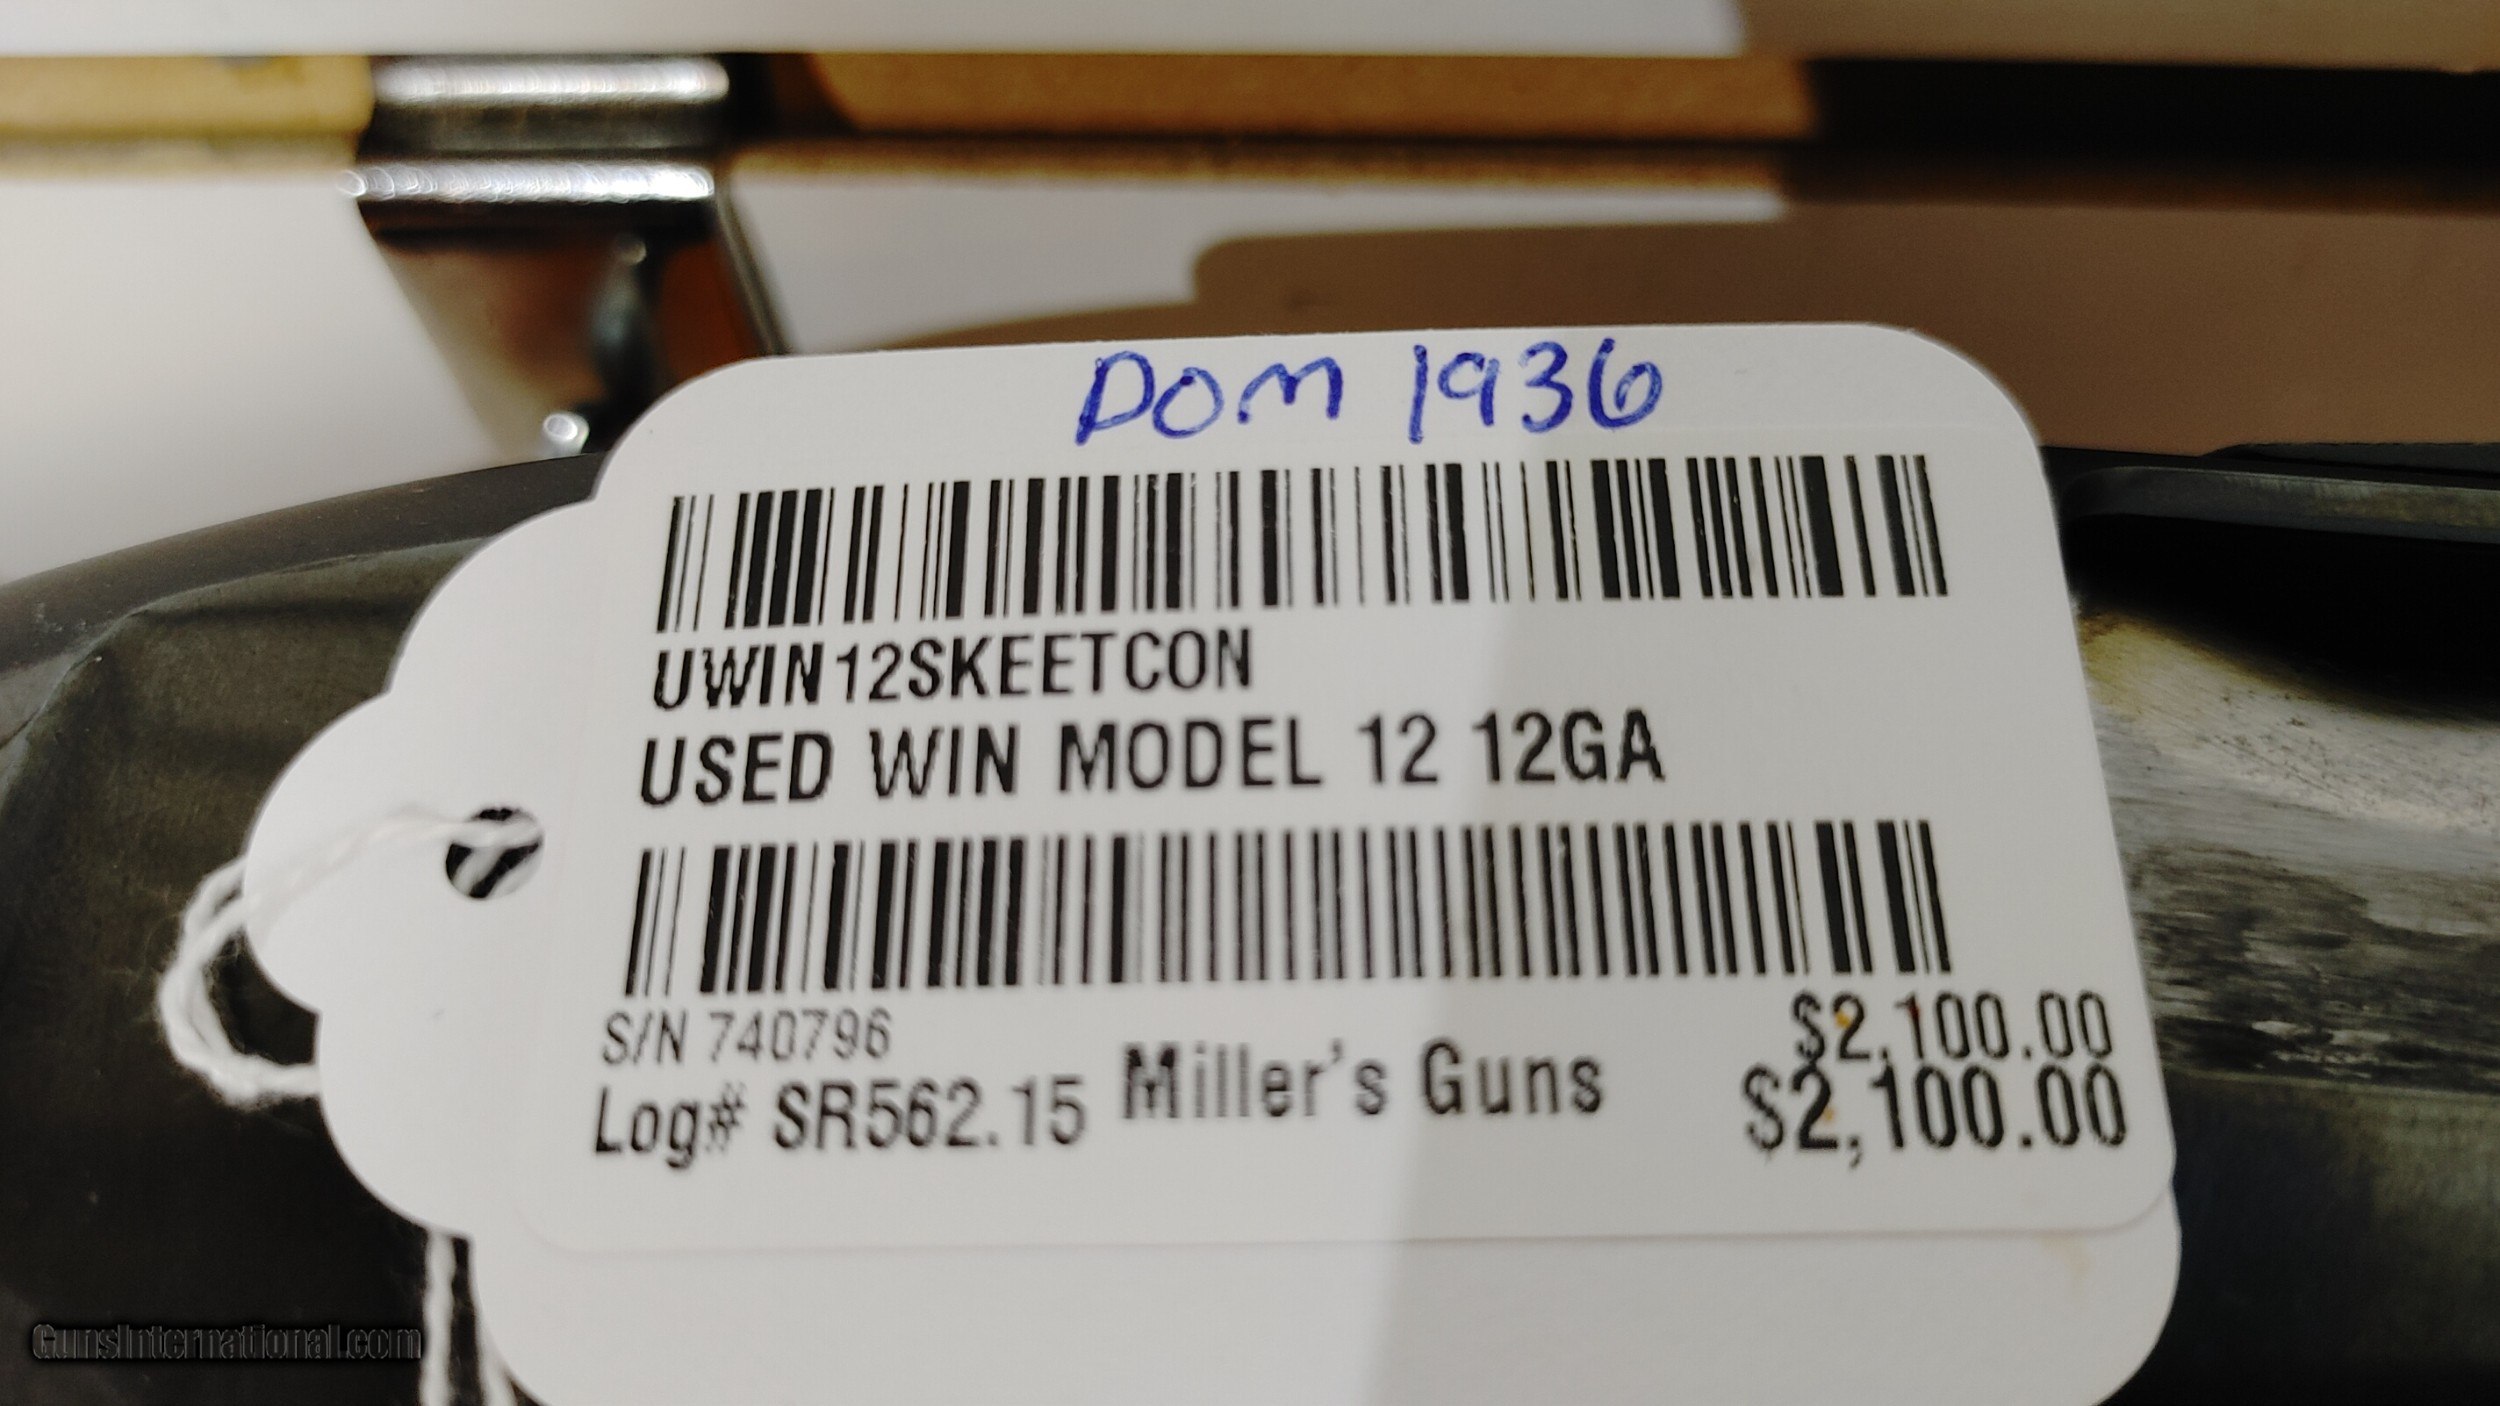 DOM 1936
UWIN12SKEETCON
USED WIN MODEL 12 12GA
S/N 740796
$2,100.00
Log# SR562.15
Miller's Guns
$2,100.00
GunsInternational.com